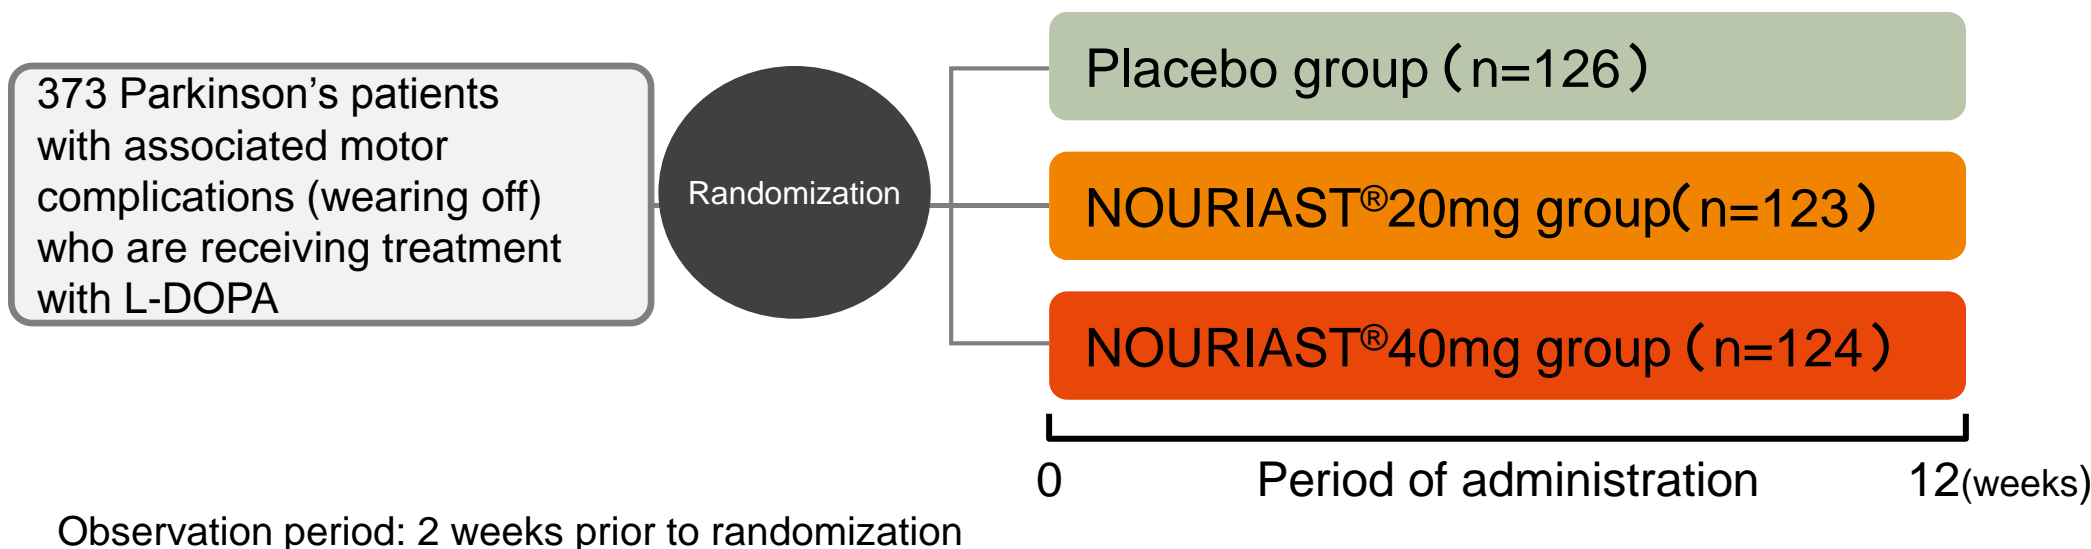 373 Parkinson's patients
with associated motor
complications (wearing off)
who are receiving treatment
with L-DOPA
Randomization
Placebo group (n=126)
NOURIAST®20mg group(n=123)
NOURIAST®40mg group (n=124)
0 Period of administration 12(weeks)
Observation period: 2 weeks prior to randomization